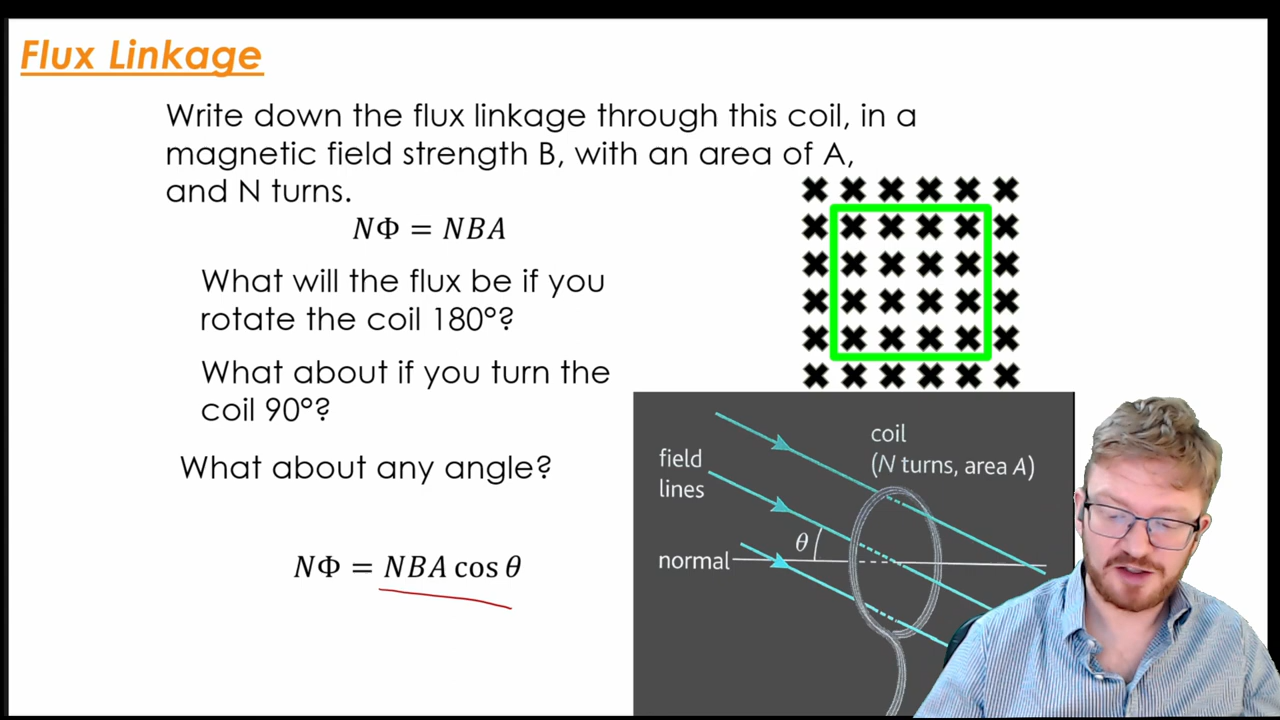 Flux Linkage
Write down the flux linkage through this coil, in a
magnetic field strength B, with an area of A,
and N turns.
NΦ = NBA
What will the flux be if you
rotate the coil 180°?
What about if you turn the
coil 90°?
What about any angle?
NΦ = NBA cos θ
coil
(N turns, area A)
field
lines
θ
normal